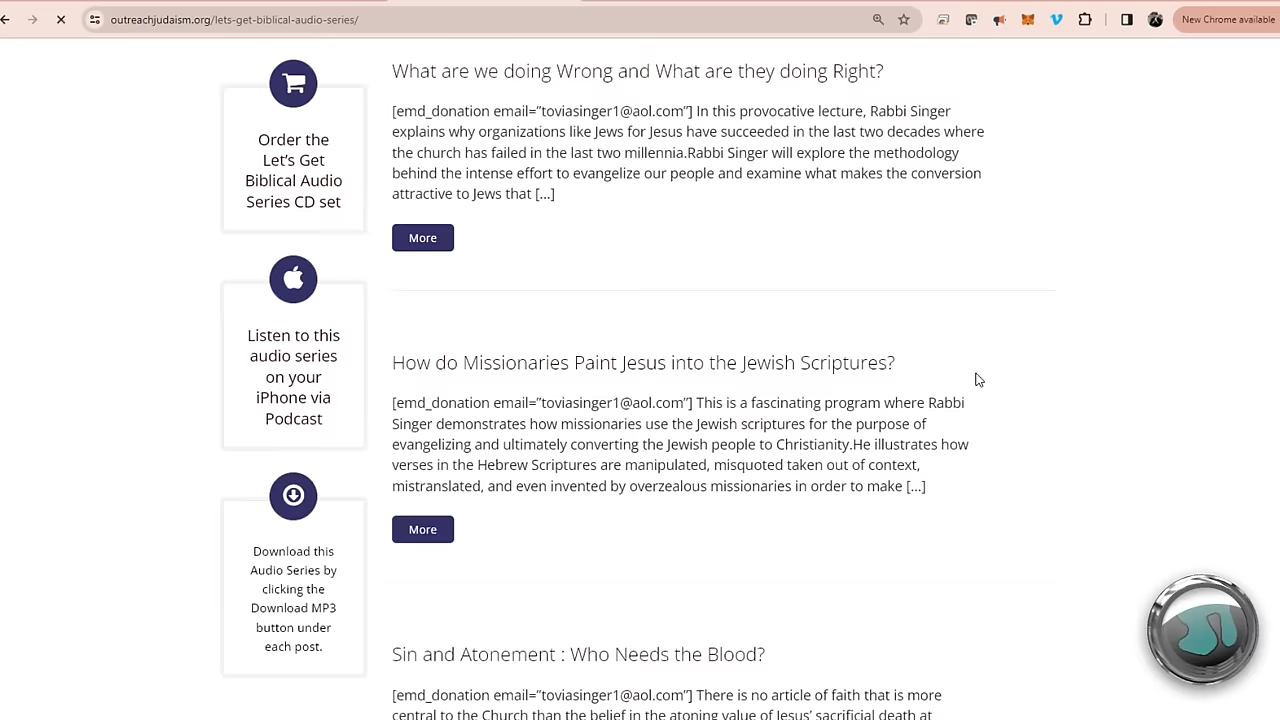 outreachjudaism.org/lets-get-biblical-audio-series/
New Chrome available
Order the
Let's Get
Biblical Audio
Series CD set
Listen to this
audio series
on your
iPhone via
Podcast
Download this
Audio Series by
clicking the
Download MP3
button under
each post.
What are we doing Wrong and What are they doing Right?
[emd_donation email="toviasinger1@aol.com"] In this provocative lecture, Rabbi Singer
explains why organizations like Jews for Jesus have succeeded in the last two decades where
the church has failed in the last two millennia.Rabbi Singer will explore the methodology
behind the intense effort to evangelize our people and examine what makes the conversion
attractive to Jews that [...]
More
How do Missionaries Paint Jesus into the Jewish Scriptures?
[emd_donation email="toviasinger1@aol.com"] This is a fascinating program where Rabbi
Singer demonstrates how missionaries use the Jewish scriptures for the purpose of
evangelizing and ultimately converting the Jewish people to Christianity.He illustrates how
verses in the Hebrew Scriptures are manipulated, misquoted taken out of context,
mistranslated, and even invented by overzealous missionaries in order to make [...]
More
Sin and Atonement : Who Needs the Blood?
[emd_donation email="toviasinger1@aol.com"] There is no article of faith that is more
central to the Church than the belief in the atoning value of Jesus' sacrificial death at